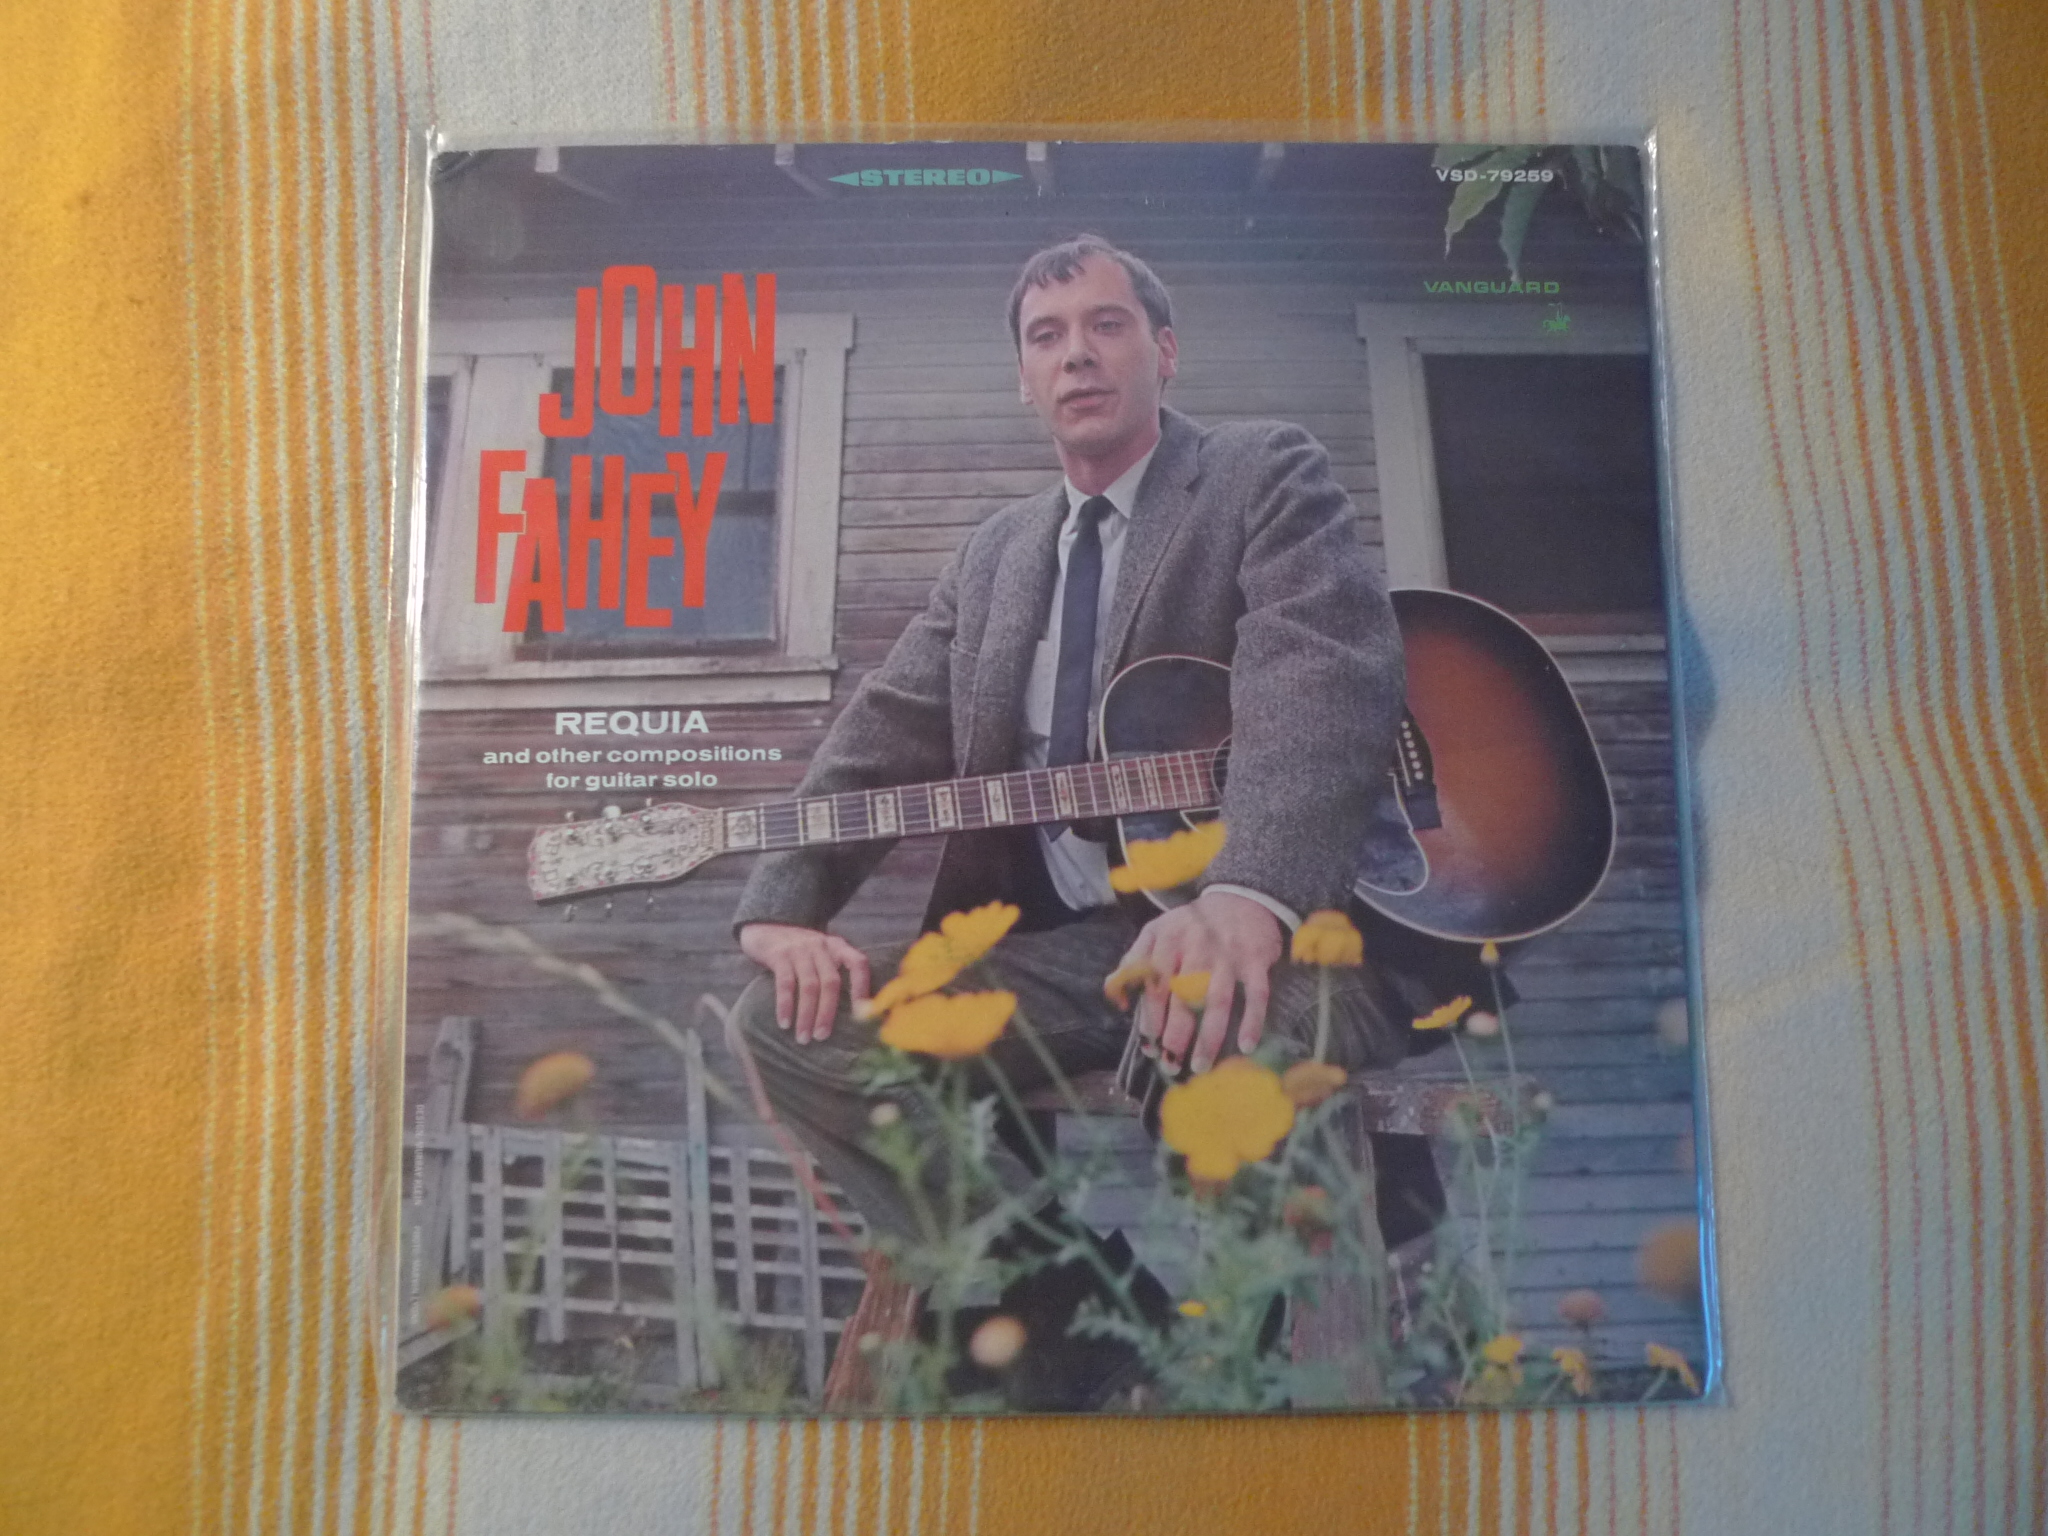 STEREO
VSD-79259
VANGUARD
JOHN
FAHEY
REQUIA
and other compositions
for guitar solo